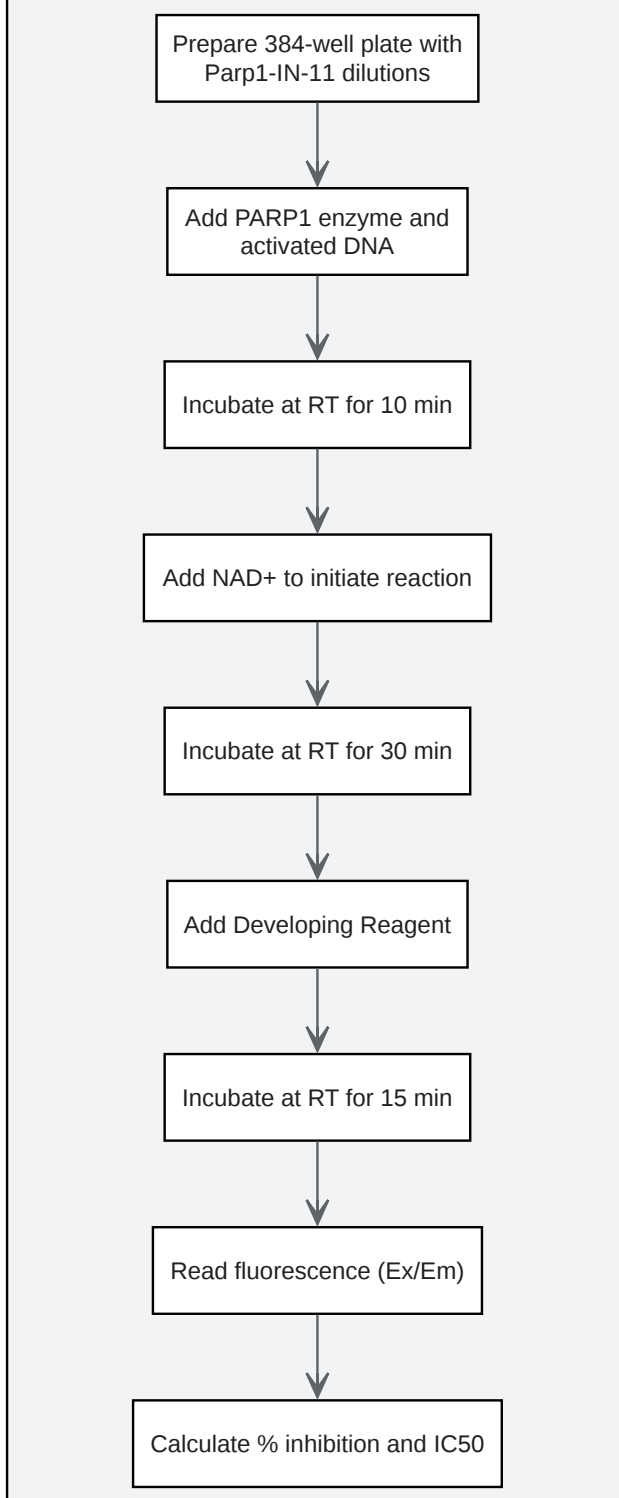 Prepare 384-well plate with
Parp1-IN-11 dilutions
Add PARP1 enzyme and
activated DNA
Incubate at RT for 10 min
Add NAD+ to initiate reaction
Incubate at RT for 30 min
Add Developing Reagent
Incubate at RT for 15 min
Read fluorescence (Ex/Em)
Calculate % inhibition and IC50